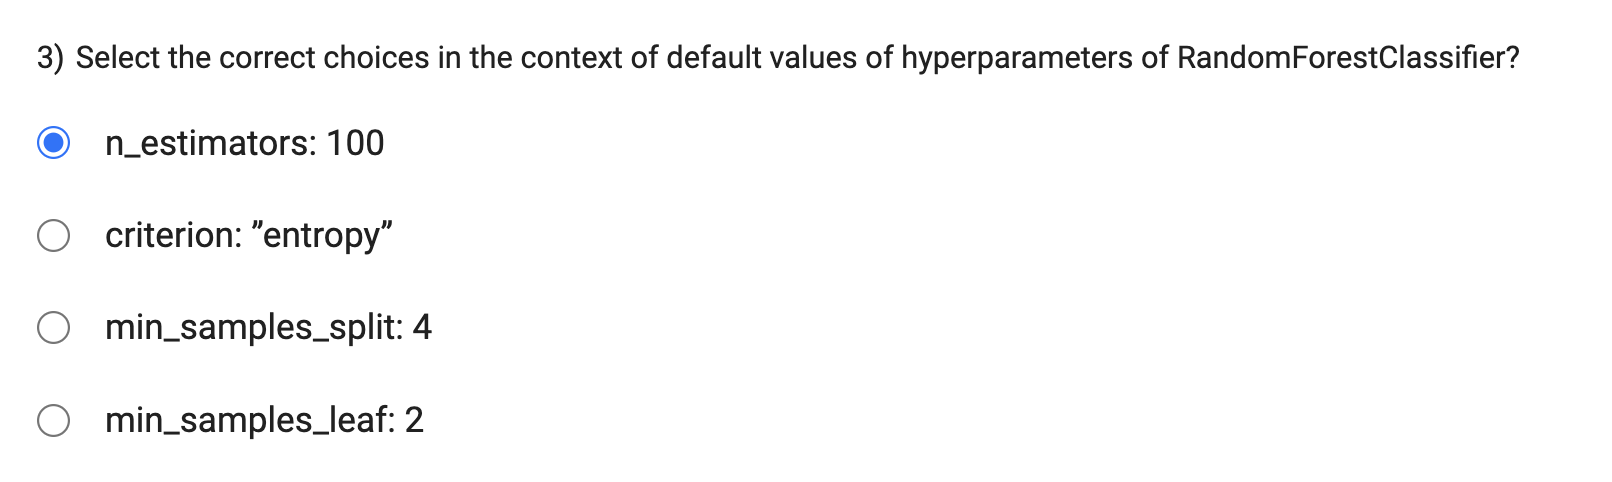 3) Select the correct choices in the context of default values of hyperparameters of RandomForestClassifier?
n_estimators: 100
criterion: ”entropy”
min_samples_split: 4
min_samples_leaf: 2